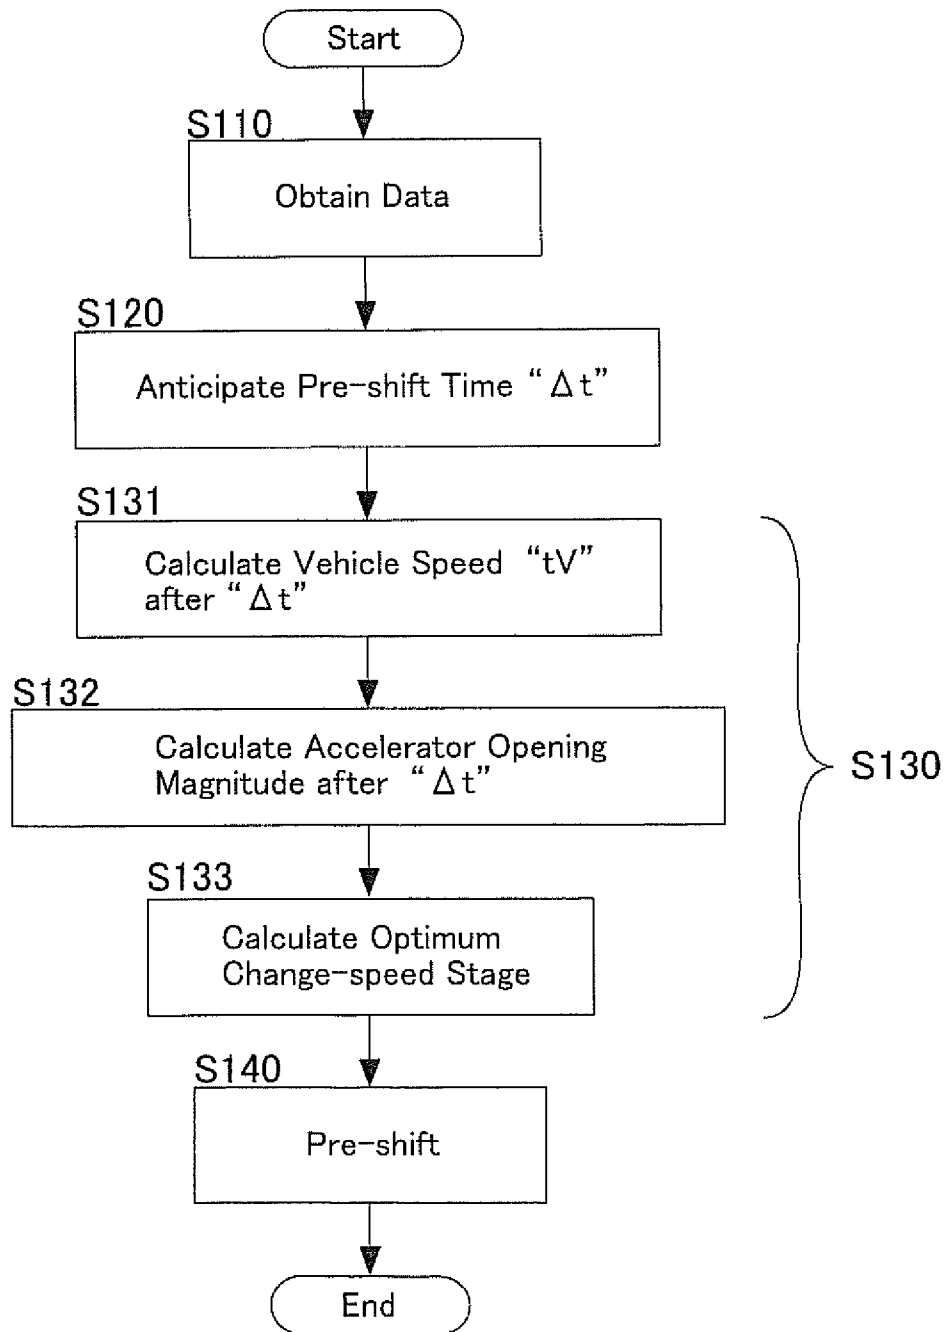 Start
S110
Obtain Data
S120
Anticipate Pre-shift Time “Δt”
S131
Calculate Vehicle Speed “tV”
after “Δt”
S132
Calculate Accelerator Opening
Magnitude after “Δt”
S130
S133
Calculate Optimum
Change-speed Stage
S140
Pre-shift
End